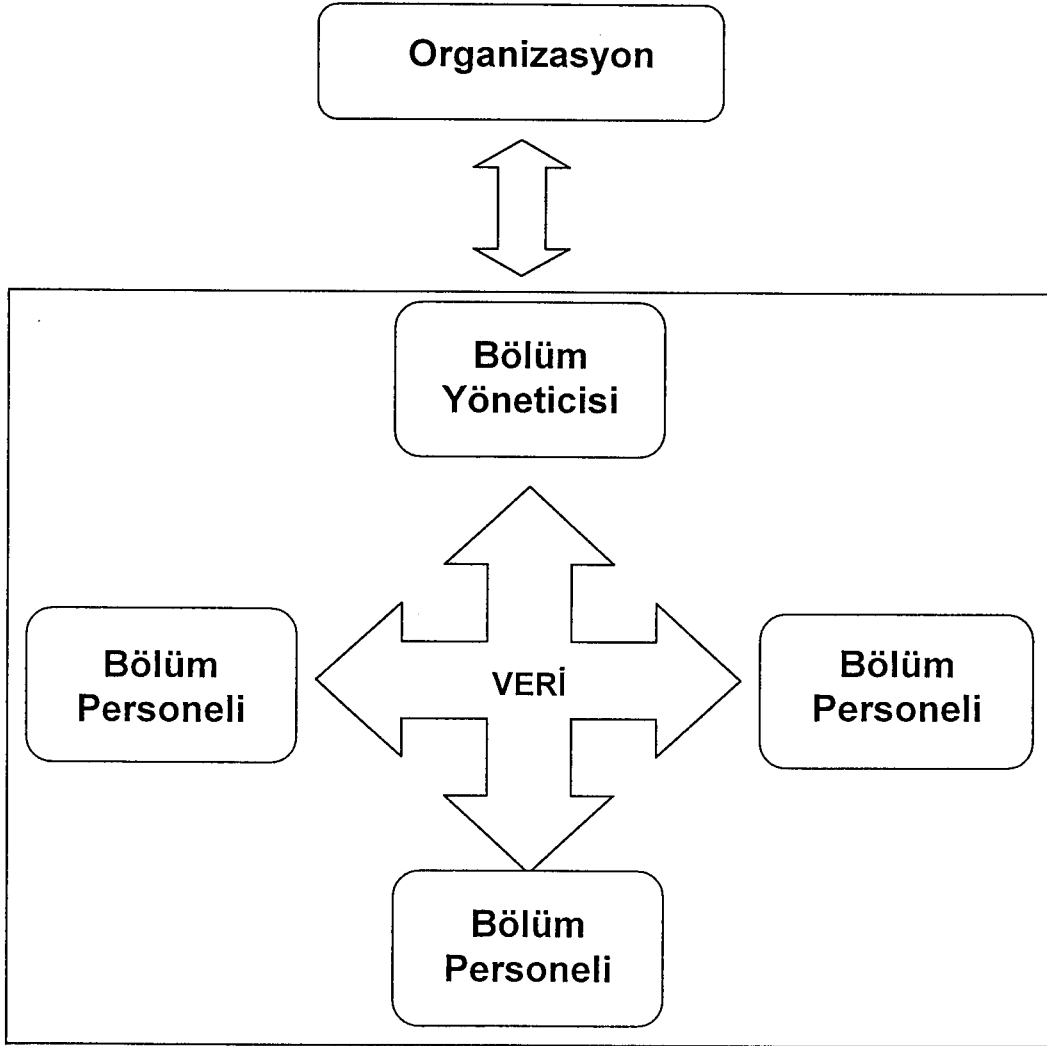 Organizasyon
Bölüm
Yöneticisi
Bölüm
Personeli
VERİ
Bölüm
Personeli
Bölüm
Personeli